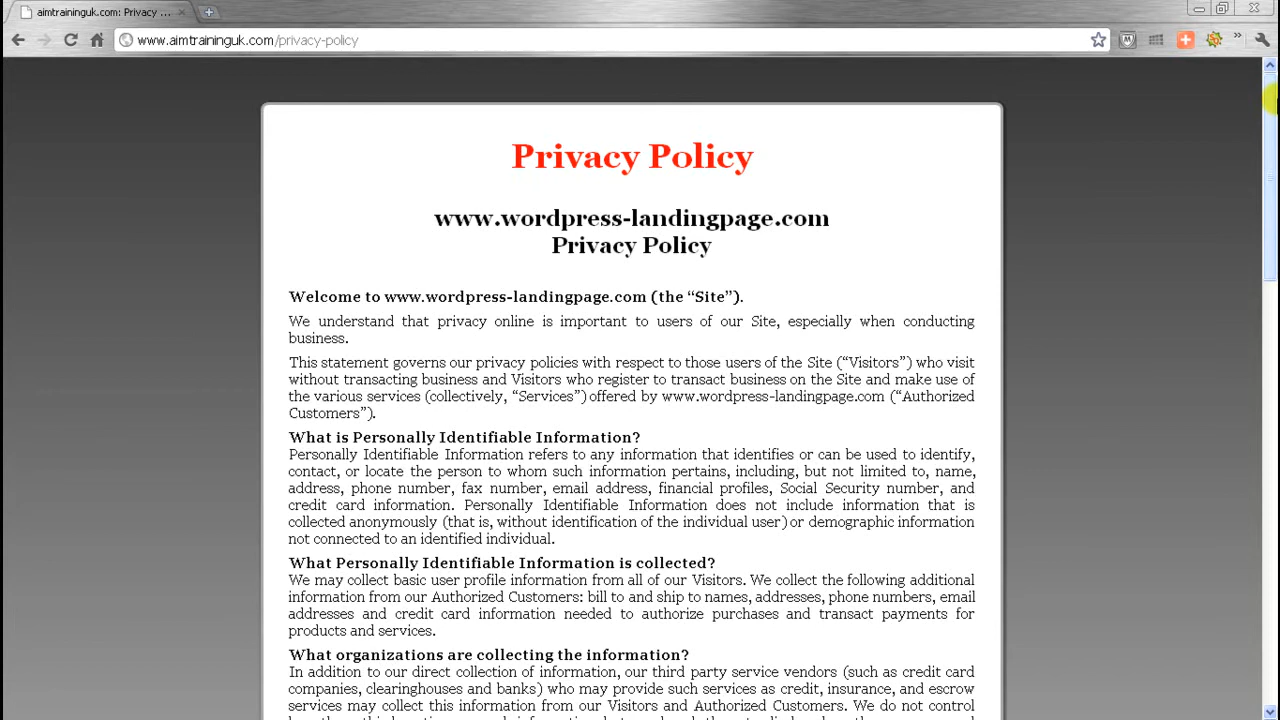 aimtraininguk.com: Privacy ...
www.aimtraininguk.com/privacy-policy
Privacy Policy
www.wordpress-landingpage.com
Privacy Policy
Welcome to www.wordpress-landingpage.com (the “Site”).
We understand that privacy online is important to users of our Site, especially when conducting
business.
This statement governs our privacy policies with respect to those users of the Site (“Visitors”) who visit
without transacting business and Visitors who register to transact business on the Site and make use of
the various services (collectively, “Services”) offered by www.wordpress-landingpage.com (“Authorized
Customers”).
What is Personally Identifiable Information?
Personally Identifiable Information refers to any information that identifies or can be used to identify,
contact, or locate the person to whom such information pertains, including, but not limited to, name,
address, phone number, fax number, email address, financial profiles, Social Security number, and
credit card information. Personally Identifiable Information does not include information that is
collected anonymously (that is, without identification of the individual user) or demographic information
not connected to an identified individual.
What Personally Identifiable Information is collected?
We may collect basic user profile information from all of our Visitors. We collect the following additional
information from our Authorized Customers: bill to and ship to names, addresses, phone numbers, email
addresses and credit card information needed to authorize purchases and transact payments for
products and services.
What organizations are collecting the information?
In addition to our direct collection of information, our third party service vendors (such as credit card
companies, clearinghouses and banks) who may provide such services as credit, insurance, and escrow
services may collect this information from our Visitors and Authorized Customers. We do not control